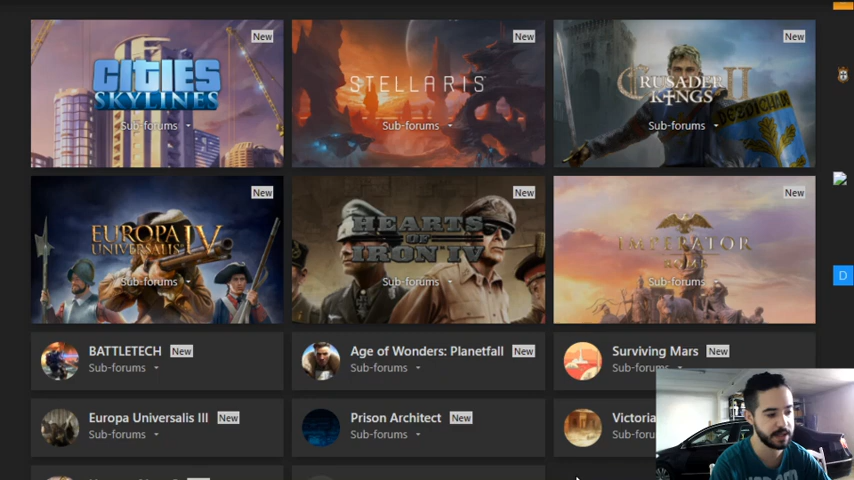 New
New
New
CITIES
SKYLINES
STELLARIS
CRUSADER
KINGS II
DEZDICHADO
Sub-forums
Sub-forums
Sub-forums
New
New
New
EUROPA
UNIVERSALIS IV
HEARTS
OF
IRON IV
IMPERATOR
ROME
Sub-forums
Sub-forums
Sub-forums
D
BATTLETECH New
Sub-forums
Age of Wonders: Planetfall New
Sub-forums
Surviving Mars New
Sub-forums
Europa Universalis III New
Sub-forums
Prison Architect New
Sub-forums
Victoria
Sub-foru